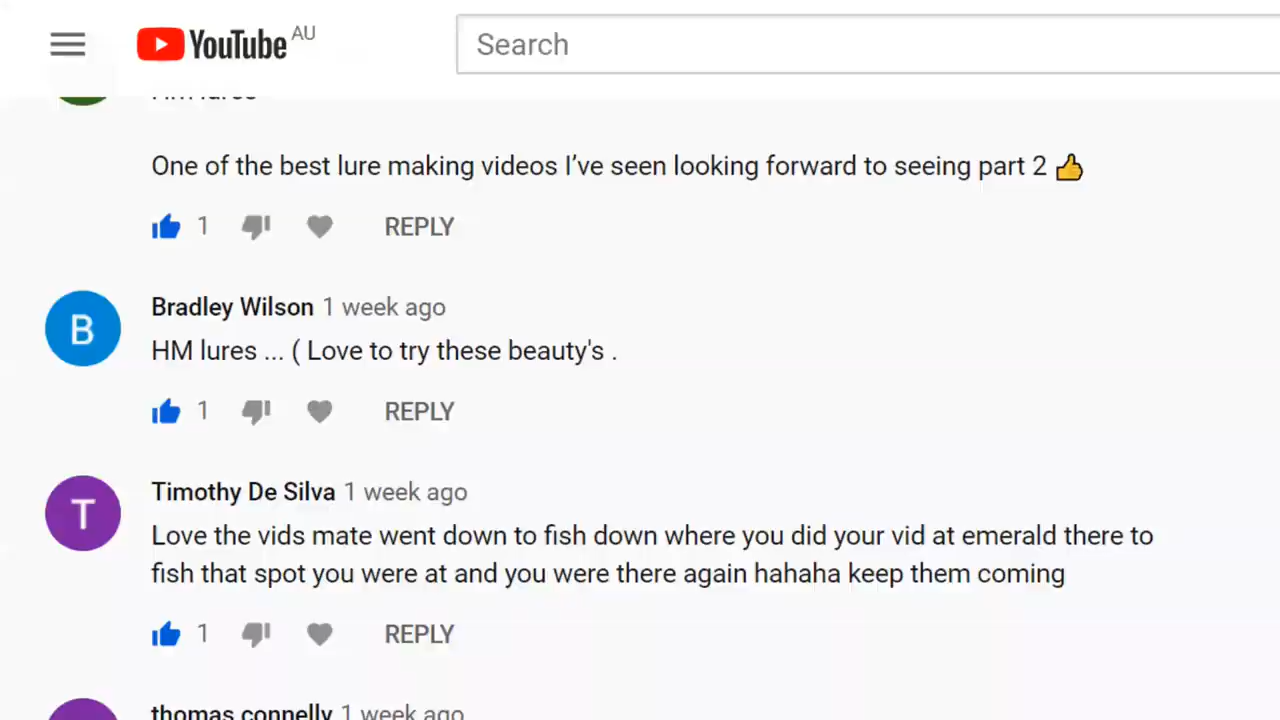 YouTube AU
Search
HM lures
One of the best lure making videos I’ve seen looking forward to seeing part 2 👍
1 REPLY
B
Bradley Wilson 1 week ago
HM lures ... ( Love to try these beauty's .
1 REPLY
T
Timothy De Silva 1 week ago
Love the vids mate went down to fish down where you did your vid at emerald there to
fish that spot you were at and you were there again hahaha keep them coming
1 REPLY
thomas connelly 1 week ago